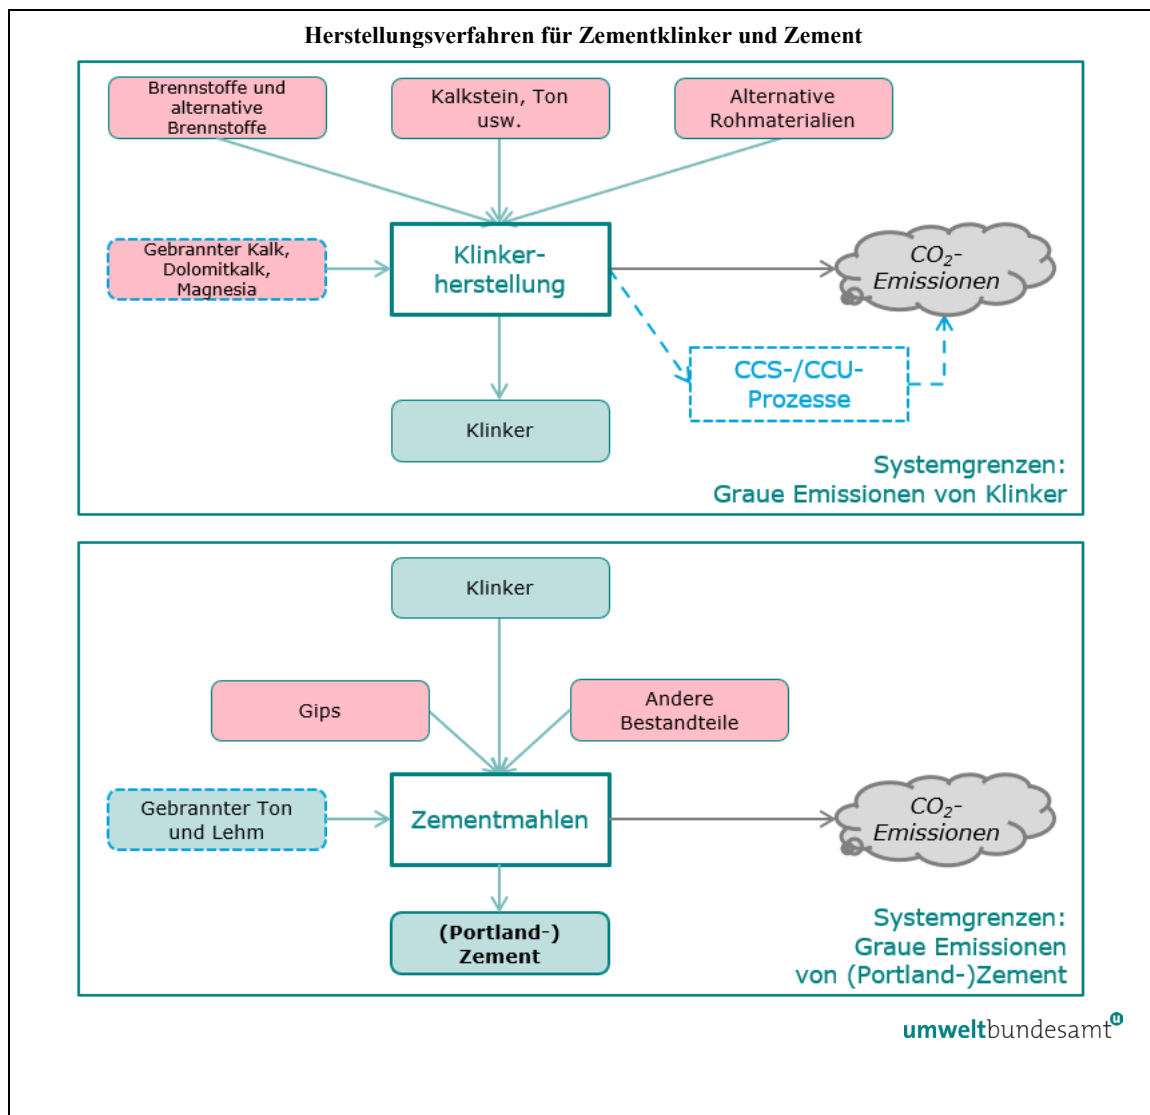 Herstellungsverfahren für Zementklinker und Zement
Brennstoffe und
alternative
Brennstoffe
Kalkstein, Ton
usw.
Alternative
Rohmaterialien
Gebrannter Kalk,
Dolomitkalk,
Magnesia
Klinker-
herstellung
CO₂-
Emissionen
CCS-/CCU-
Prozesse
Klinker
Systemgrenzen:
Graue Emissionen von Klinker
Klinker
Gips
Andere
Bestandteile
Gebrannter Ton
und Lehm
Zementmahlen
CO₂-
Emissionen
(Portland-)
Zement
Systemgrenzen:
Graue Emissionen
von (Portland-)Zement
umweltbundesamt u